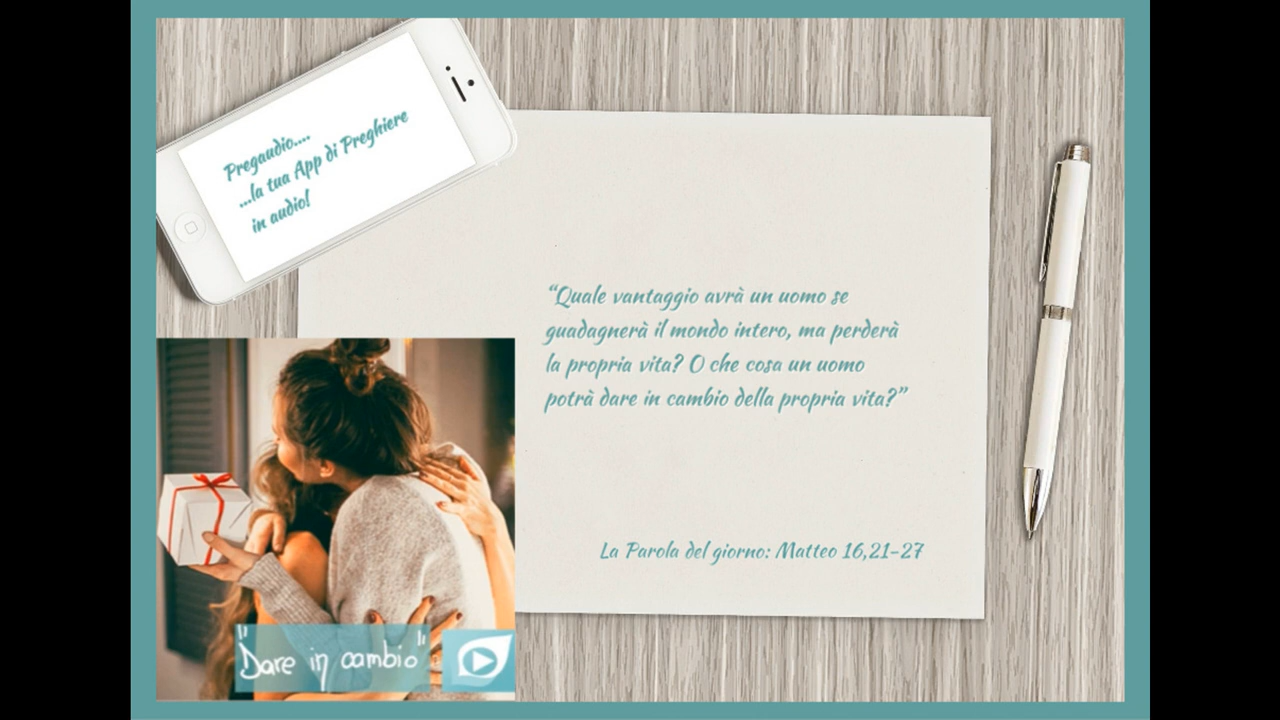 Pregaudio....
...la tua App di Preghiere
in audio!
“Quale vantaggio avrà un uomo se
guadagnerà il mondo intero, ma perderà
la propria vita? O che cosa un uomo
potrà dare in cambio della propria vita?”
La Parola del giorno: Matteo 16,21-27
"Dare in cambio"